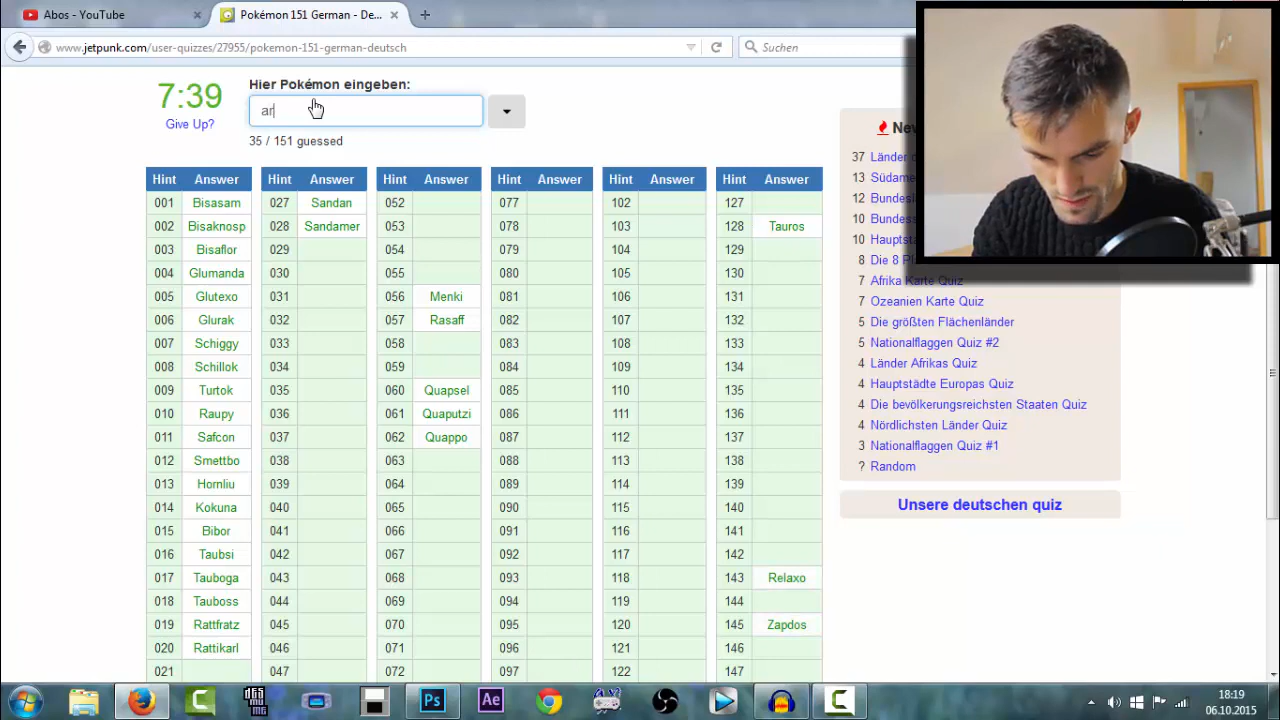 Abos - YouTube
Pokémon 151 German - De...
www.jetpunk.com/user-quizzes/27955/pokemon-151-german-deutsch
Suchen
7:39
Give Up?
Hier Pokémon eingeben:
ar
35 / 151 guessed
Hint Answer Hint Answer Hint Answer Hint Answer Hint Answer Hint Answer
001 Bisasam 027 Sandan 052 077 102 127
002 Bisaknosp 028 Sandamer 053 078 103 128 Tauros
003 Bisaflor 029 054 079 104 129
004 Glumanda 030 055 080 105 130
005 Glutexo 031 056 Menki 081 106 131
006 Glurak 032 057 Rasaff 082 107 132
007 Schiggy 033 058 083 108 133
008 Schillok 034 059 084 109 134
009 Turtok 035 060 Quapsel 085 110 135
010 Raupy 036 061 Quaputzi 086 111 136
011 Safcon 037 062 Quappo 087 112 137
012 Smettbo 038 063 088 113 138
013 Hornliu 039 064 089 114 139
014 Kokuna 040 065 090 115 140
015 Bibor 041 066 091 116 141
016 Taubsi 042 067 092 117 142
017 Tauboga 043 068 093 118 143 Relaxo
018 Tauboss 044 069 094 119 144
019 Rattfratz 045 070 095 120 145 Zapdos
020 Rattikarl 046 071 096 121 146
021 047 072 097 122 147
37 Länder
13
12
10
10
8 Die 8
7 Afrika Karte Quiz
7 Ozeanien Karte Quiz
5 Die größten Flächenländer
5 Nationalflaggen Quiz #2
4 Länder Afrikas Quiz
4 Hauptstädte Europas Quiz
4 Die bevölkerungsreichsten Staaten Quiz
4 Nördlichsten Länder Quiz
3 Nationalflaggen Quiz #1
? Random
Unsere deutschen quiz
Ps
Ae
18:19
06.10.2015